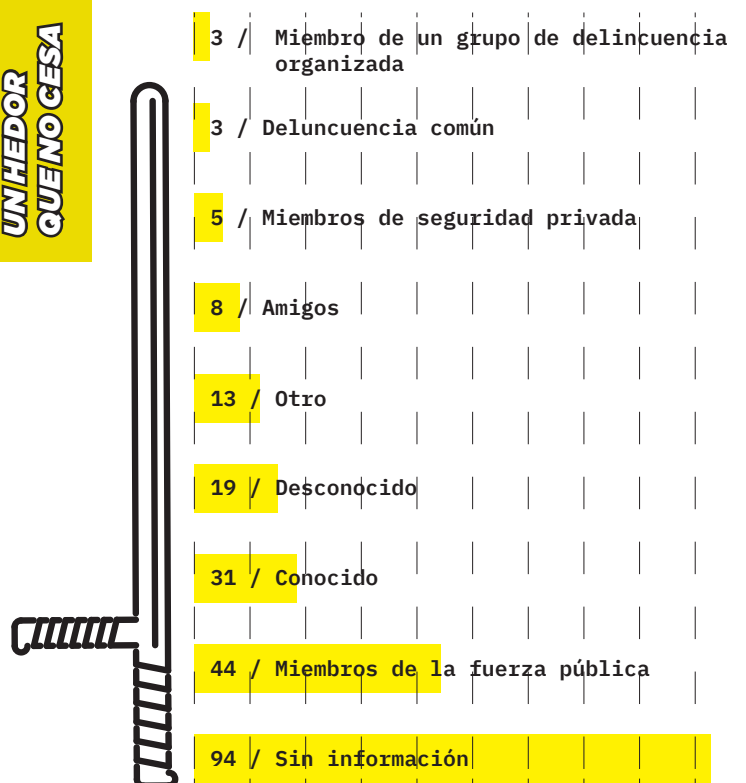 UN HEDOR
QUE NO CESA
3 / Miembro de un grupo de delincuencia
organizada
3 / Deluncuencia común
5 / Miembros de seguridad privada
8 / Amigos
13 / Otro
19 / Desconocido
31 / Conocido
44 / Miembros de la fuerza pública
94 / Sin información